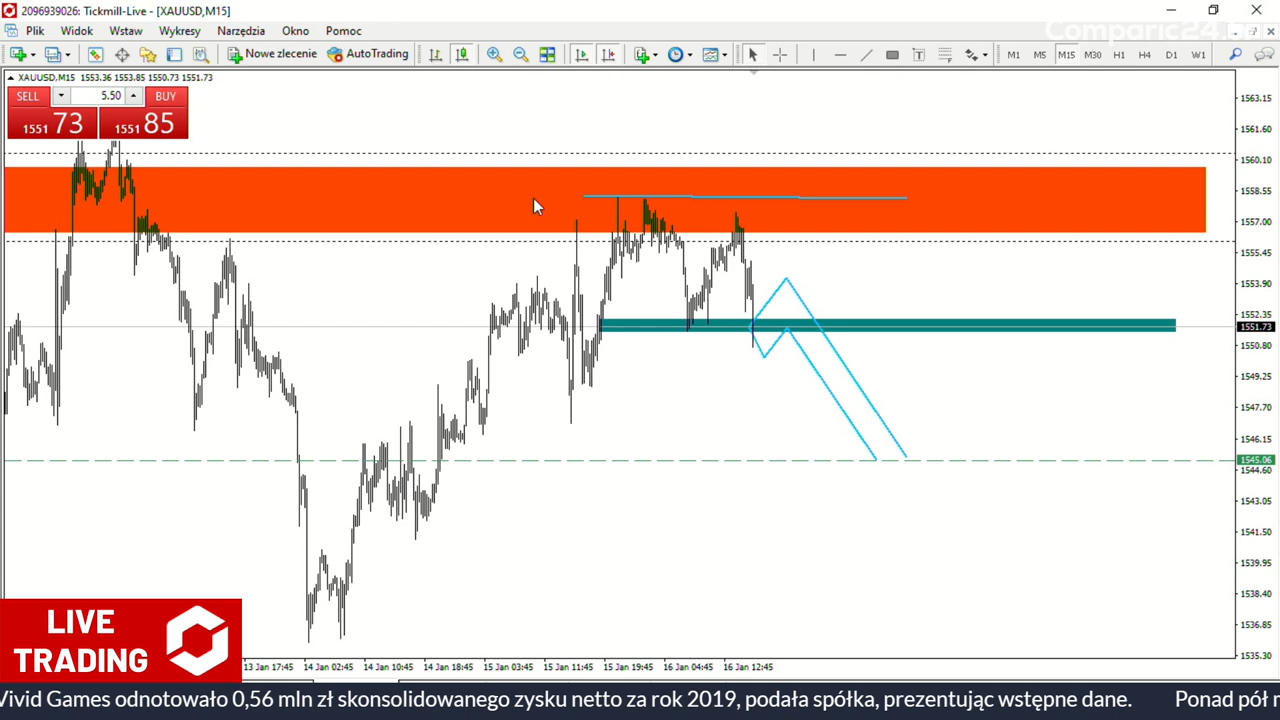 2096939026: Tickmill-Live - [XAUUSD,M15]
Plik Widok Wstaw Wykresy Narzędzia Okno Pomoc
Comparic24.
Nowe zlecenie AutoTrading M1 M5 M15 M30 H1 H4 D1 W1
XAUUSD,M15 1553.36 1553.85 1550.73 1551.73
SELL 5.50 BUY
1551 73 1551 85
1563.15
1561.60
1560.10
1558.55
1557.00
1555.45
1553.90
1552.35
1551.73
1550.80
1549.25
1547.70
1546.15
1545.06
1544.60
1543.05
1541.50
1539.95
1538.40
1536.85
1535.30
13 Jan 17:45 14 Jan 02:45 14 Jan 10:45 14 Jan 18:45 15 Jan 03:45 15 Jan 11:45 15 Jan 19:45 16 Jan 04:45 16 Jan 12:45
LIVE
TRADING
Vivid Games odnotowało 0,56 mln zł skonsolidowanego zysku netto za rok 2019, podała spółka, prezentując wstępne dane. Ponad pół